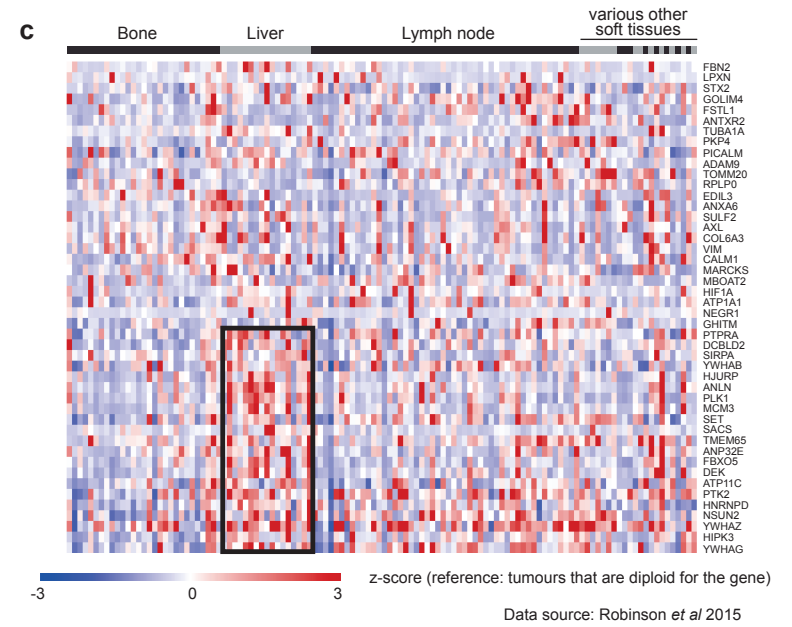 c
Bone
Liver
Lymph node
various other
soft tissues
FBN2
LPXN
STX2
GOLIM4
FSTL1
ANTXR2
TUBA1A
PKP4
PICALM
ADAM9
TOMM20
RPLP0
EDIL3
ANXA6
SULF2
AXL
COL6A3
VIM
CALM1
MARCKS
MBOAT2
HIF1A
ATP1A1
NEGR1
GHITM
PTPRA
DCBLD2
SIRPA
YWHAB
HJURP
ANLN
PLK1
MCM3
SET
SACS
TMEM65
ANP32E
FBXO5
DEK
ATP11C
PTK2
HNRNPD
NSUN2
YWHAZ
HIPK3
YWHAG
z-score (reference: tumours that are diploid for the gene)
-3
0
3
Data source: Robinson et al 2015